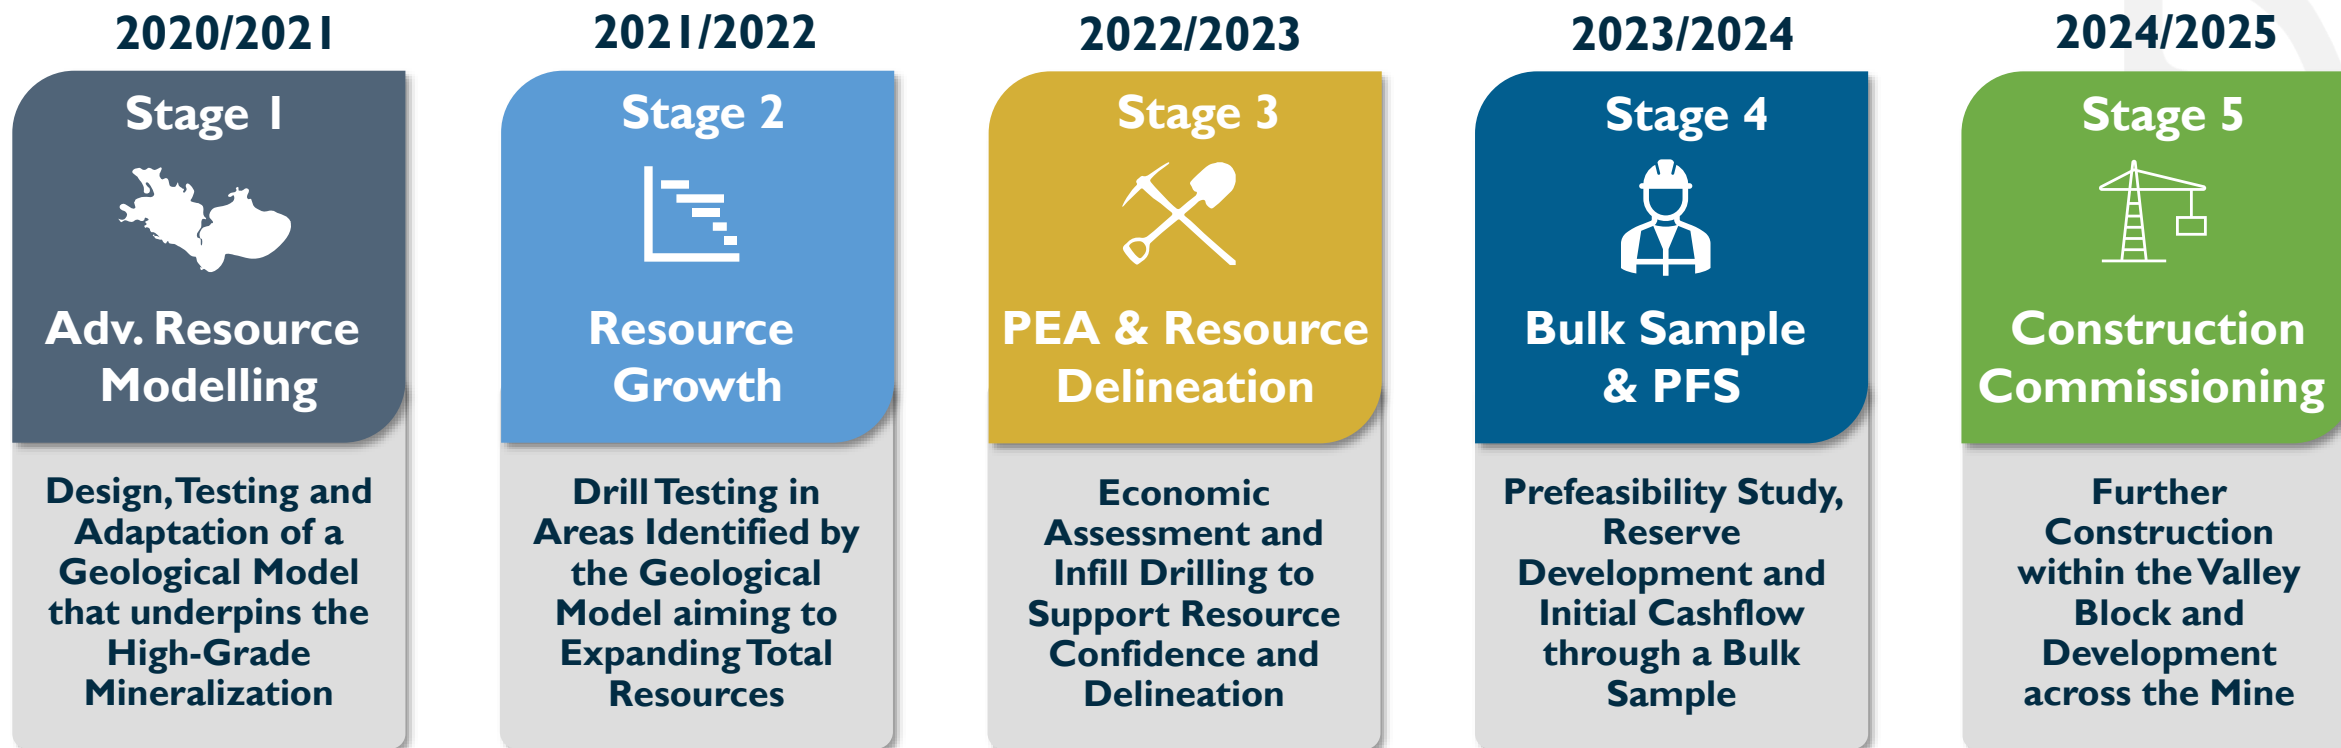 2020/2021
Stage 1
Adv. Resource
Modelling
Design, Testing and
Adaptation of a
Geological Model
that underpins the
High-Grade
Mineralization
2021/2022
Stage 2
Resource
Growth
Drill Testing in
Areas Identified by
the Geological
Model aiming to
Expanding Total
Resources
2022/2023
Stage 3
PEA & Resource
Delineation
Economic
Assessment and
Infill Drilling to
Support Resource
Confidence and
Delineation
2023/2024
Stage 4
Bulk Sample
& PFS
Prefeasibility Study,
Reserve
Development and
Initial Cashflow
through a Bulk
Sample
2024/2025
Stage 5
Construction
Commissioning
Further
Construction
within the Valley
Block and
Development
across the Mine